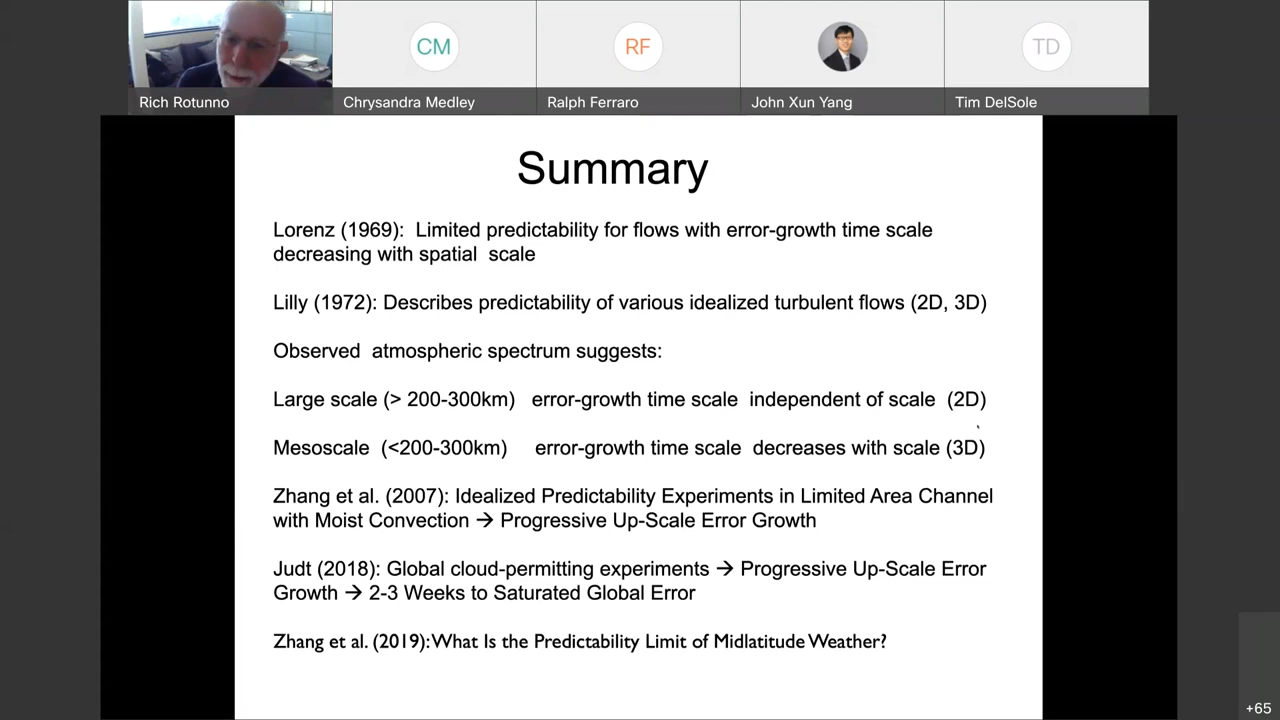 CM
RF
TD
Rich Rotunno
Chrysandra Medley
Ralph Ferraro
John Xun Yang
Tim DelSole
Summary
Lorenz (1969): Limited predictability for flows with error-growth time scale
decreasing with spatial scale
Lilly (1972): Describes predictability of various idealized turbulent flows (2D, 3D)
Observed atmospheric spectrum suggests:
Large scale (> 200-300km) error-growth time scale independent of scale (2D)
Mesoscale (<200-300km) error-growth time scale decreases with scale (3D)
Zhang et al. (2007): Idealized Predictability Experiments in Limited Area Channel
with Moist Convection → Progressive Up-Scale Error Growth
Judt (2018): Global cloud-permitting experiments → Progressive Up-Scale Error
Growth → 2-3 Weeks to Saturated Global Error
Zhang et al. (2019): What Is the Predictability Limit of Midlatitude Weather?
+65